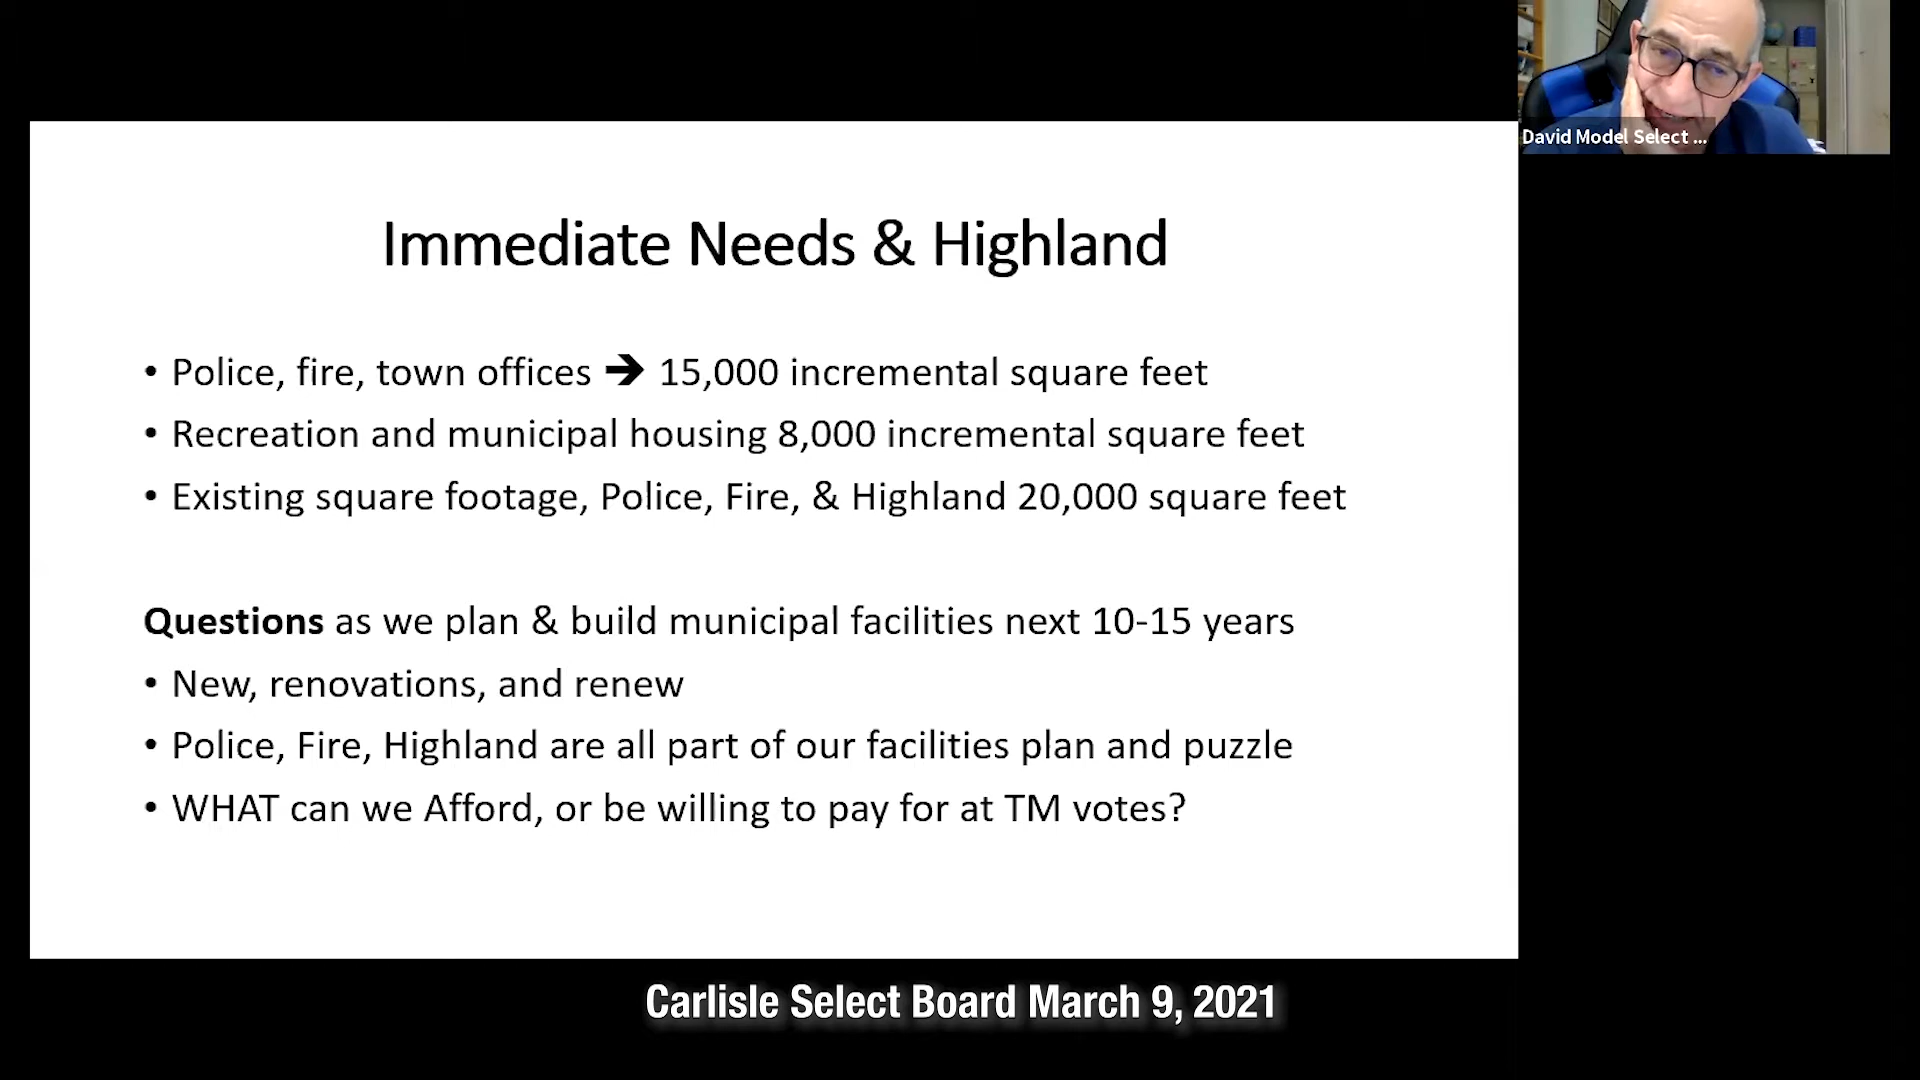 David Model Select ...
Immediate Needs & Highland
• Police, fire, town offices ➔ 15,000 incremental square feet
• Recreation and municipal housing 8,000 incremental square feet
• Existing square footage, Police, Fire, & Highland 20,000 square feet
Questions as we plan & build municipal facilities next 10-15 years
• New, renovations, and renew
• Police, Fire, Highland are all part of our facilities plan and puzzle
• WHAT can we Afford, or be willing to pay for at TM votes?
Carlisle Select Board March 9, 2021